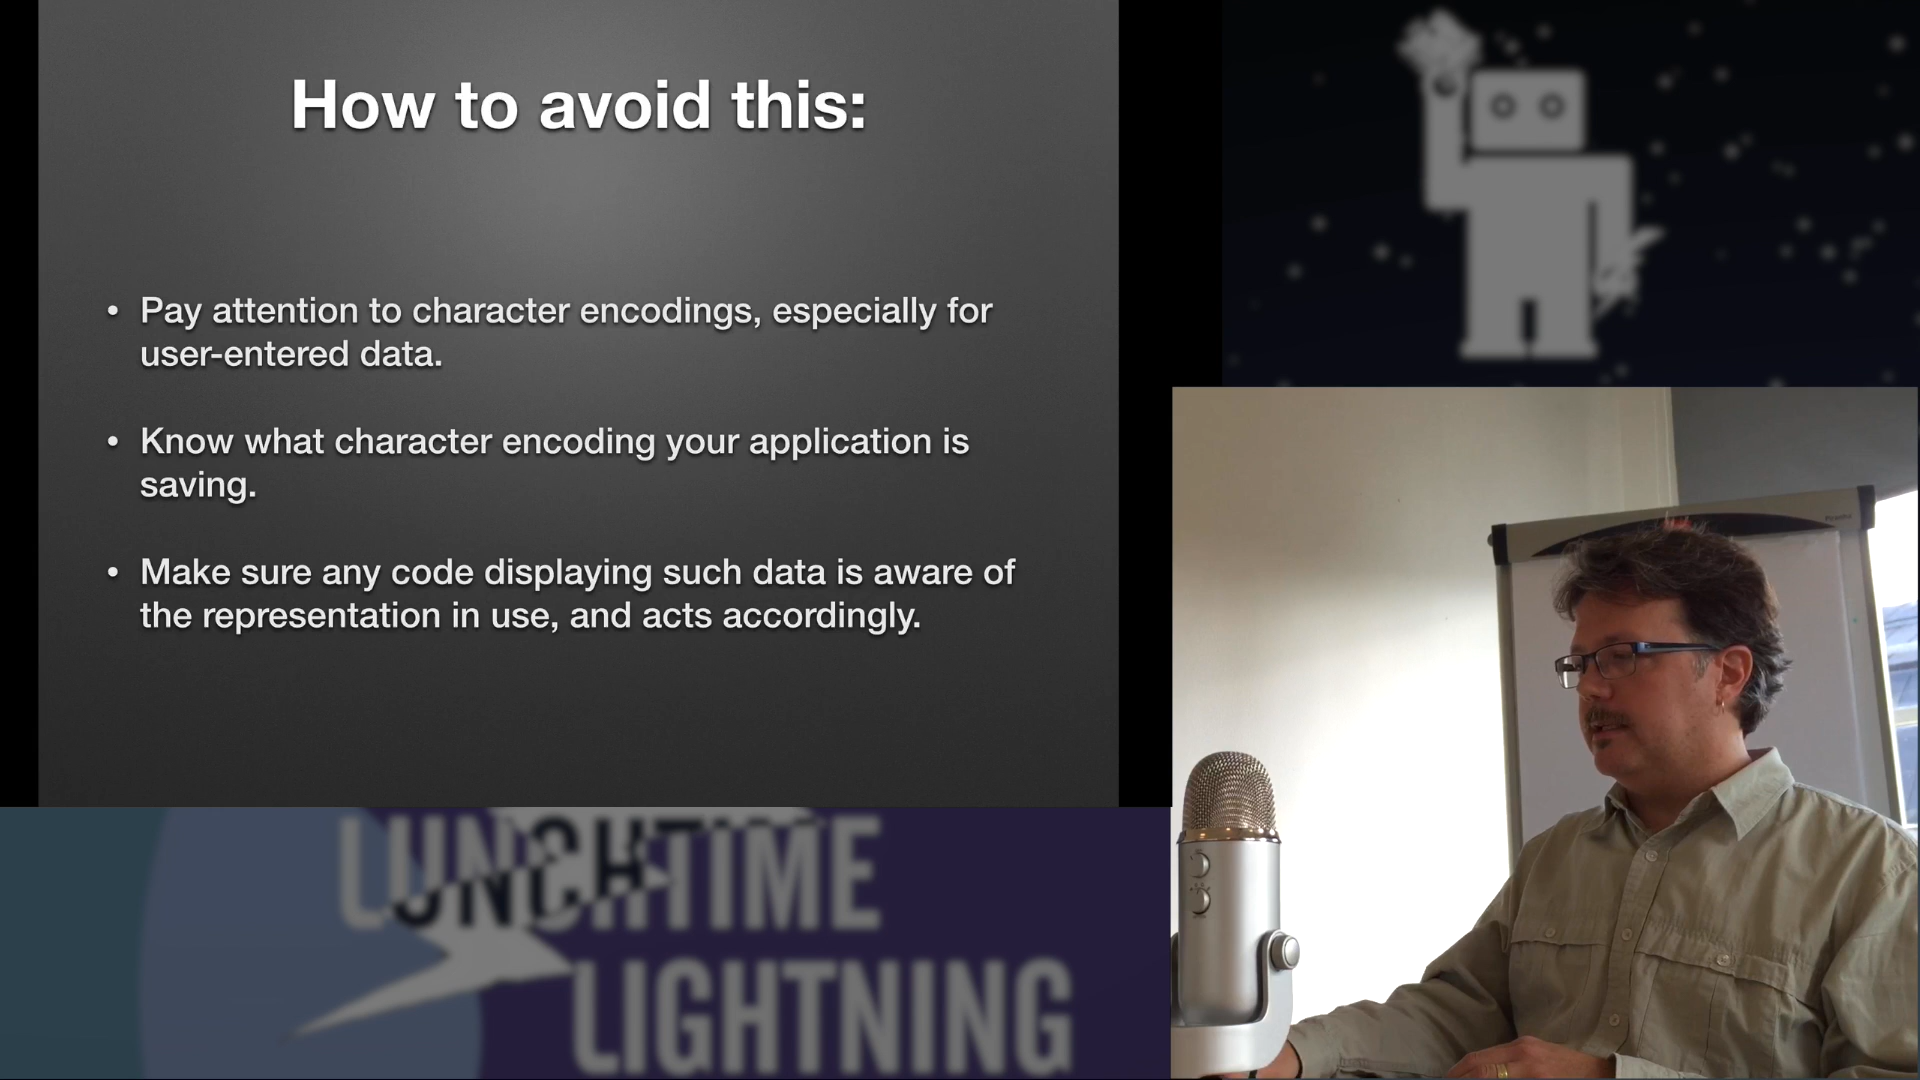 How to avoid this:
• Pay attention to character encodings, especially for
user-entered data.
• Know what character encoding your application is
saving.
• Make sure any code displaying such data is aware of
the representation in use, and acts accordingly.
LUNCHTIME
LIGHTNING